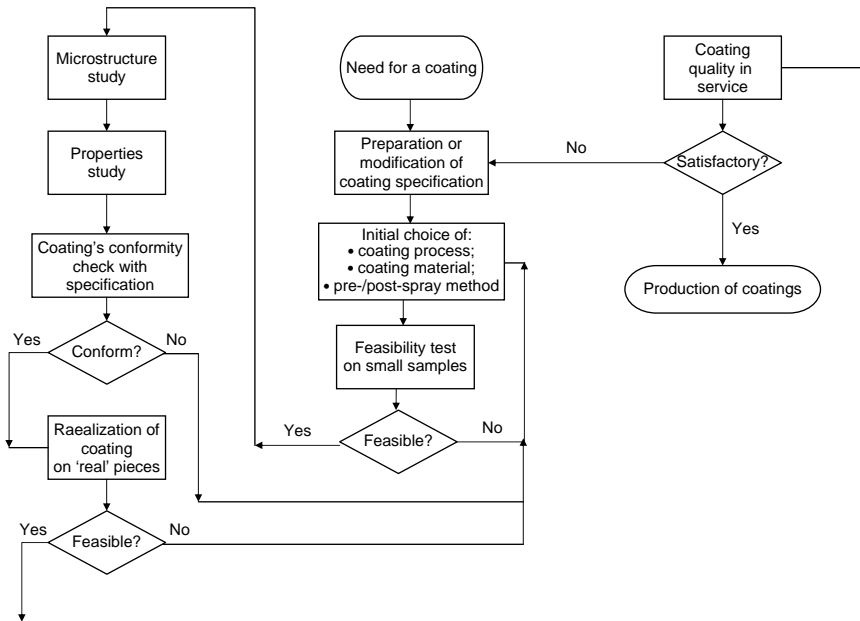 Microstructure
study
Properties
study
Coating’s conformity
check with
specification
Yes
Conform?
No
Raealization of
coating
on ‘real’ pieces
Yes
Feasible?
No
Need for a coating
Preparation or
modification of
coating specification
Initial choice of:
• coating process;
• coating material;
• pre-/post-spray method
Feasibility test
on small samples
Yes
Feasible?
No
Coating
quality in
service
No
Satisfactory?
Yes
Production of coatings